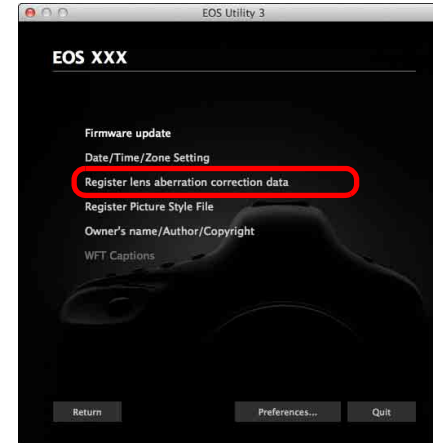 EOS Utility 3
EOS XXX
Firmware update
Date/Time/Zone Setting
Register lens aberration correction data
Register Picture Style File
Owner's name/Author/Copyright
WFT Captions
Return Preferences... Quit